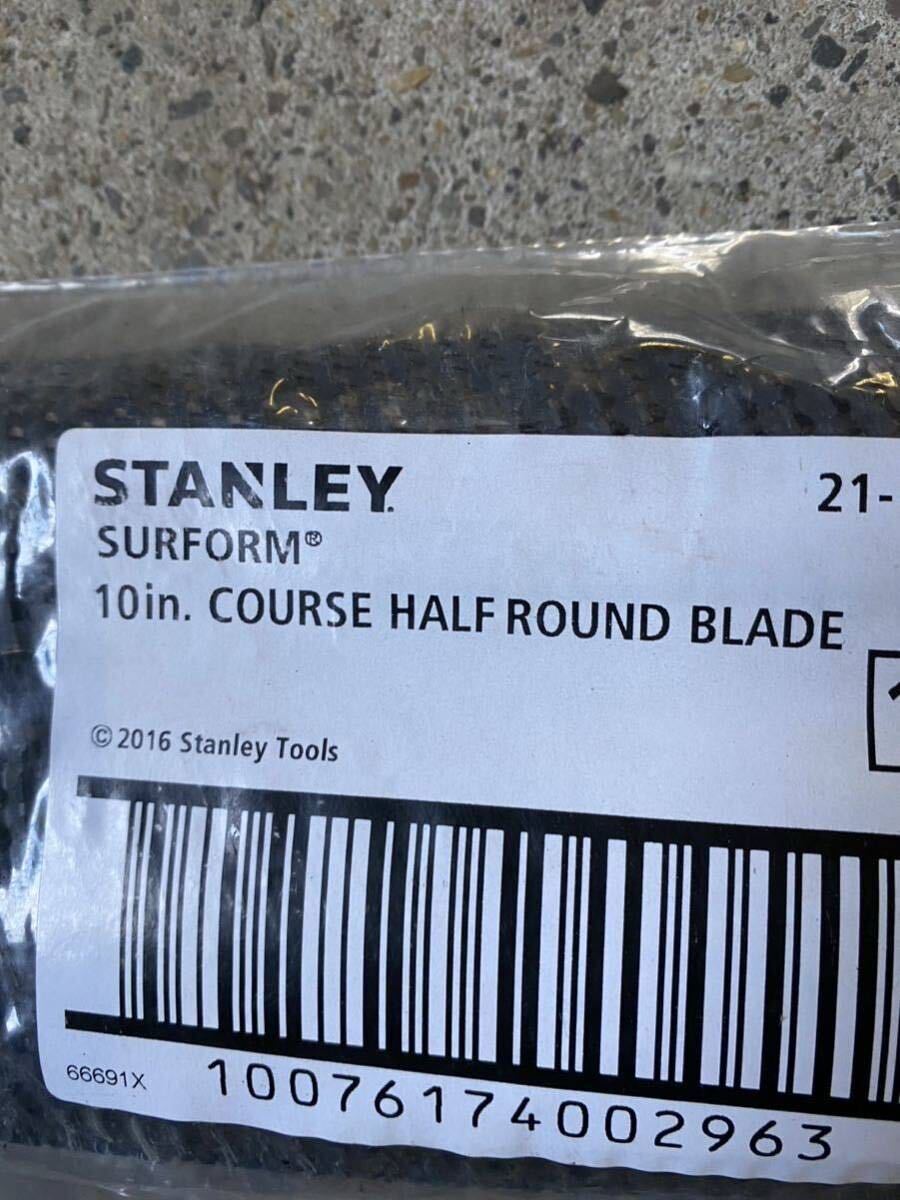 STANLEY.
21-
SURFORM®
10in. COURSE HALF ROUND BLADE
© 2016 Stanley Tools
66691X
10076174002963